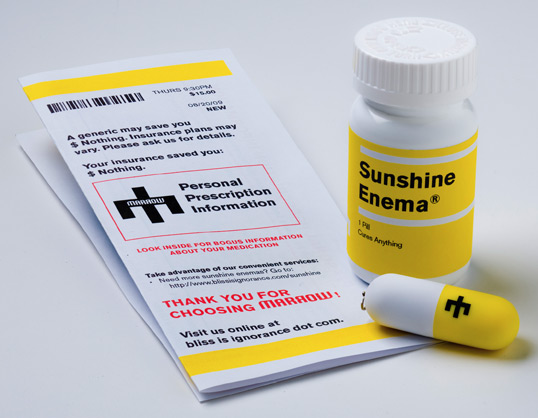 THURS 9:30PM
$15.00
08/20/09
NEW
A generic may save you
$ Nothing. Insurance plans may
vary. Please ask us for details.
Your insurance saved you:
$ Nothing.
MARROW
Personal
Prescription
Information
LOOK INSIDE FOR BOGUS INFORMATION
ABOUT YOUR MEDICATION
Take advantage of our convenient services:
• Need more sunshine enemas? Go to:
http://www.blissisignorance.com/sunshine
THANK YOU FOR
CHOOSING MARROW!
Visit us online at
bliss is ignorance dot com.
Sunshine
Enema®
1 Pill
Cures Anything